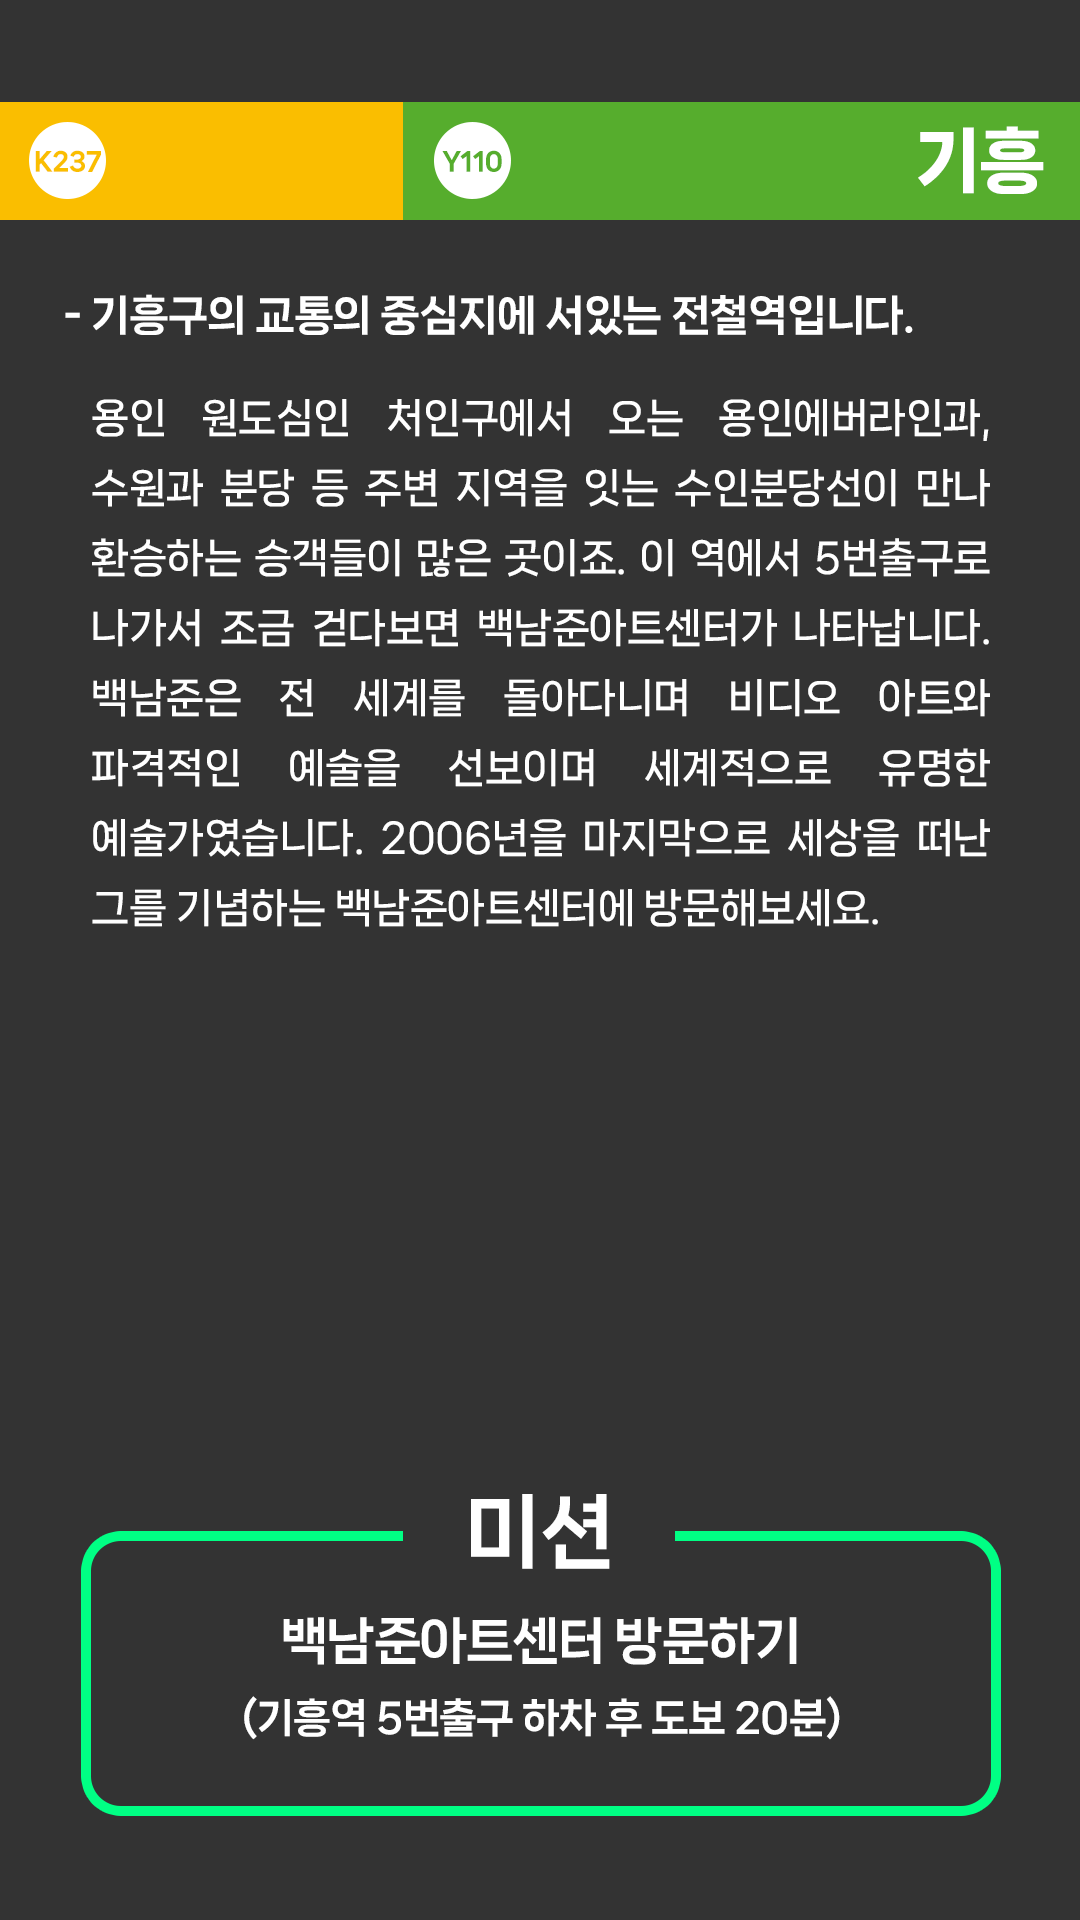 K237
Y110
기흥
- 기흥구의 교통의 중심지에 서있는 전철역입니다.
용인 원도심인 처인구에서 오는 용인에버라인과,
수원과 분당 등 주변 지역을 잇는 수인분당선이 만나
환승하는 승객들이 많은 곳이죠. 이 역에서 5번출구로
나가서 조금 걷다보면 백남준아트센터가 나타납니다.
백남준은 전 세계를 돌아다니며 비디오 아트와
파격적인 예술을 선보이며 세계적으로 유명한
예술가였습니다. 2006년을 마지막으로 세상을 떠난
그를 기념하는 백남준아트센터에 방문해보세요.
미션
백남준아트센터 방문하기
(기흥역 5번출구 하차 후 도보 20분)